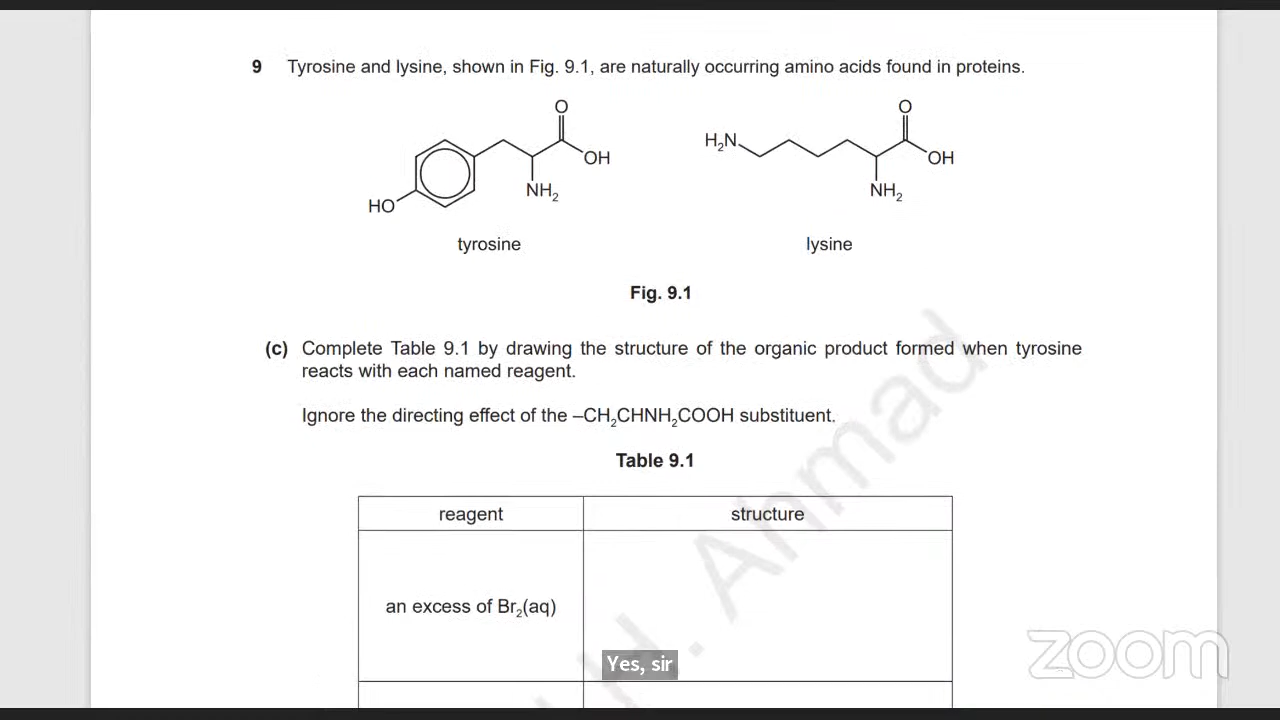 9 Tyrosine and lysine, shown in Fig. 9.1, are naturally occurring amino acids found in proteins.
O
OH
NH₂
HO
tyrosine
O
H₂N
OH
NH₂
lysine
Fig. 9.1
(c) Complete Table 9.1 by drawing the structure of the organic product formed when tyrosine
reacts with each named reagent.
Ignore the directing effect of the –CH₂CHNH₂COOH substituent.
Table 9.1
reagent structure
an excess of Br₂(aq)
H. Ahmad
Yes, sir
zoom